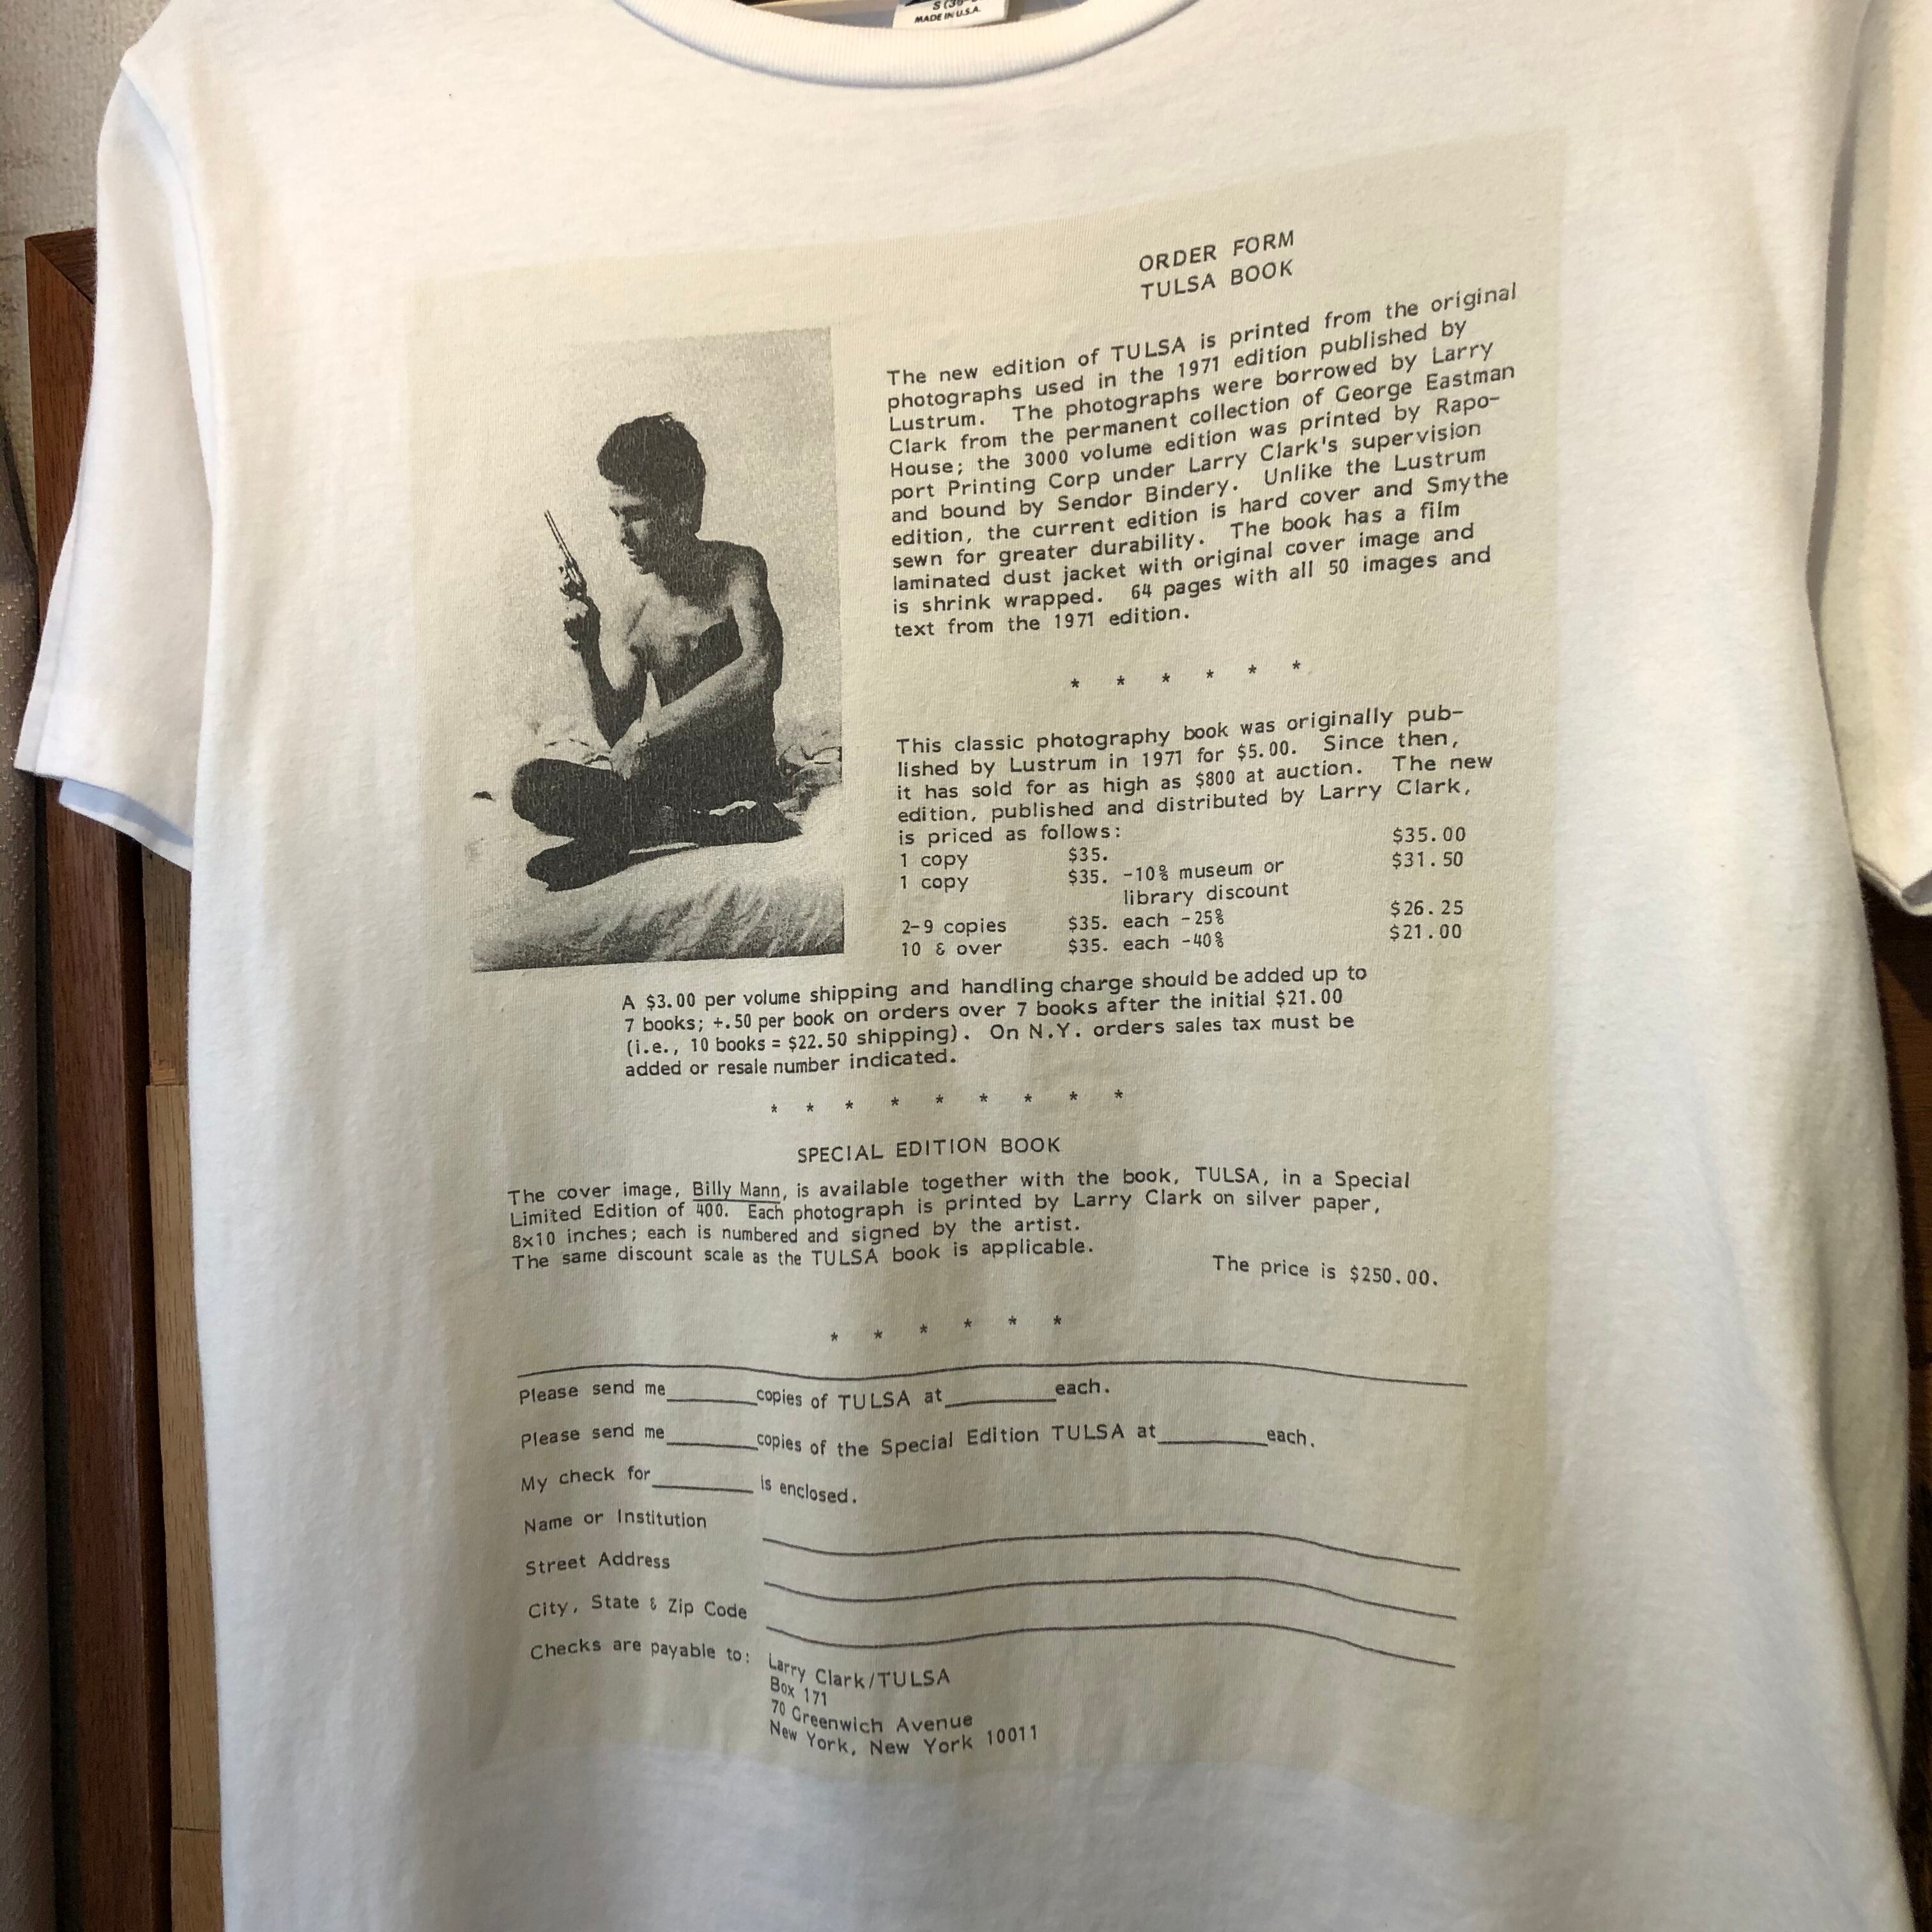 MADE IN U.S.A.
ORDER FORM
TULSA BOOK
The new edition of TULSA is printed from the original
photographs used in the 1971 edition published by
Lustrum. The photographs were borrowed by Larry
Clark from the permanent collection of George Eastman
House; the 3000 volume edition was printed by Rapo-
port Printing Corp under Larry Clark's supervision
and bound by Sendor Bindery. Unlike the Lustrum
edition, the current edition is hard cover and Smythe
sewn for greater durability. The book has a film
laminated dust jacket with original cover image and
is shrink wrapped. 64 pages with all 50 images and
text from the 1971 edition.
* * * * * *
This classic photography book was originally pub-
lished by Lustrum in 1971 for $5.00. Since then,
it has sold for as high as $800 at auction. The new
edition, published and distributed by Larry Clark,
is priced as follows:
1 copy $35. $35.00
1 copy $35. -10% museum or $31.50
library discount
2-9 copies $35. each -25% $26.25
10 & over $35. each -40% $21.00
A $3.00 per volume shipping and handling charge should be added up to
7 books; +.50 per book on orders over 7 books after the initial $21.00
(i.e., 10 books = $22.50 shipping). On N.Y. orders sales tax must be
added or resale number indicated.
* * * * * * * * *
SPECIAL EDITION BOOK
The cover image, Billy Mann, is available together with the book, TULSA, in a Special
Limited Edition of 400. Each photograph is printed by Larry Clark on silver paper,
8x10 inches; each is numbered and signed by the artist.
The same discount scale as the TULSA book is applicable.
The price is $250.00.
* * * * * *
Please send me______copies of TULSA at_______each.
Please send me______copies of the Special Edition TULSA at_______each.
My check for_______ is enclosed.
Name or Institution
Street Address
City, State & Zip Code
Checks are payable to: Larry Clark/TULSA
Box 171
70 Greenwich Avenue
New York, New York 10011